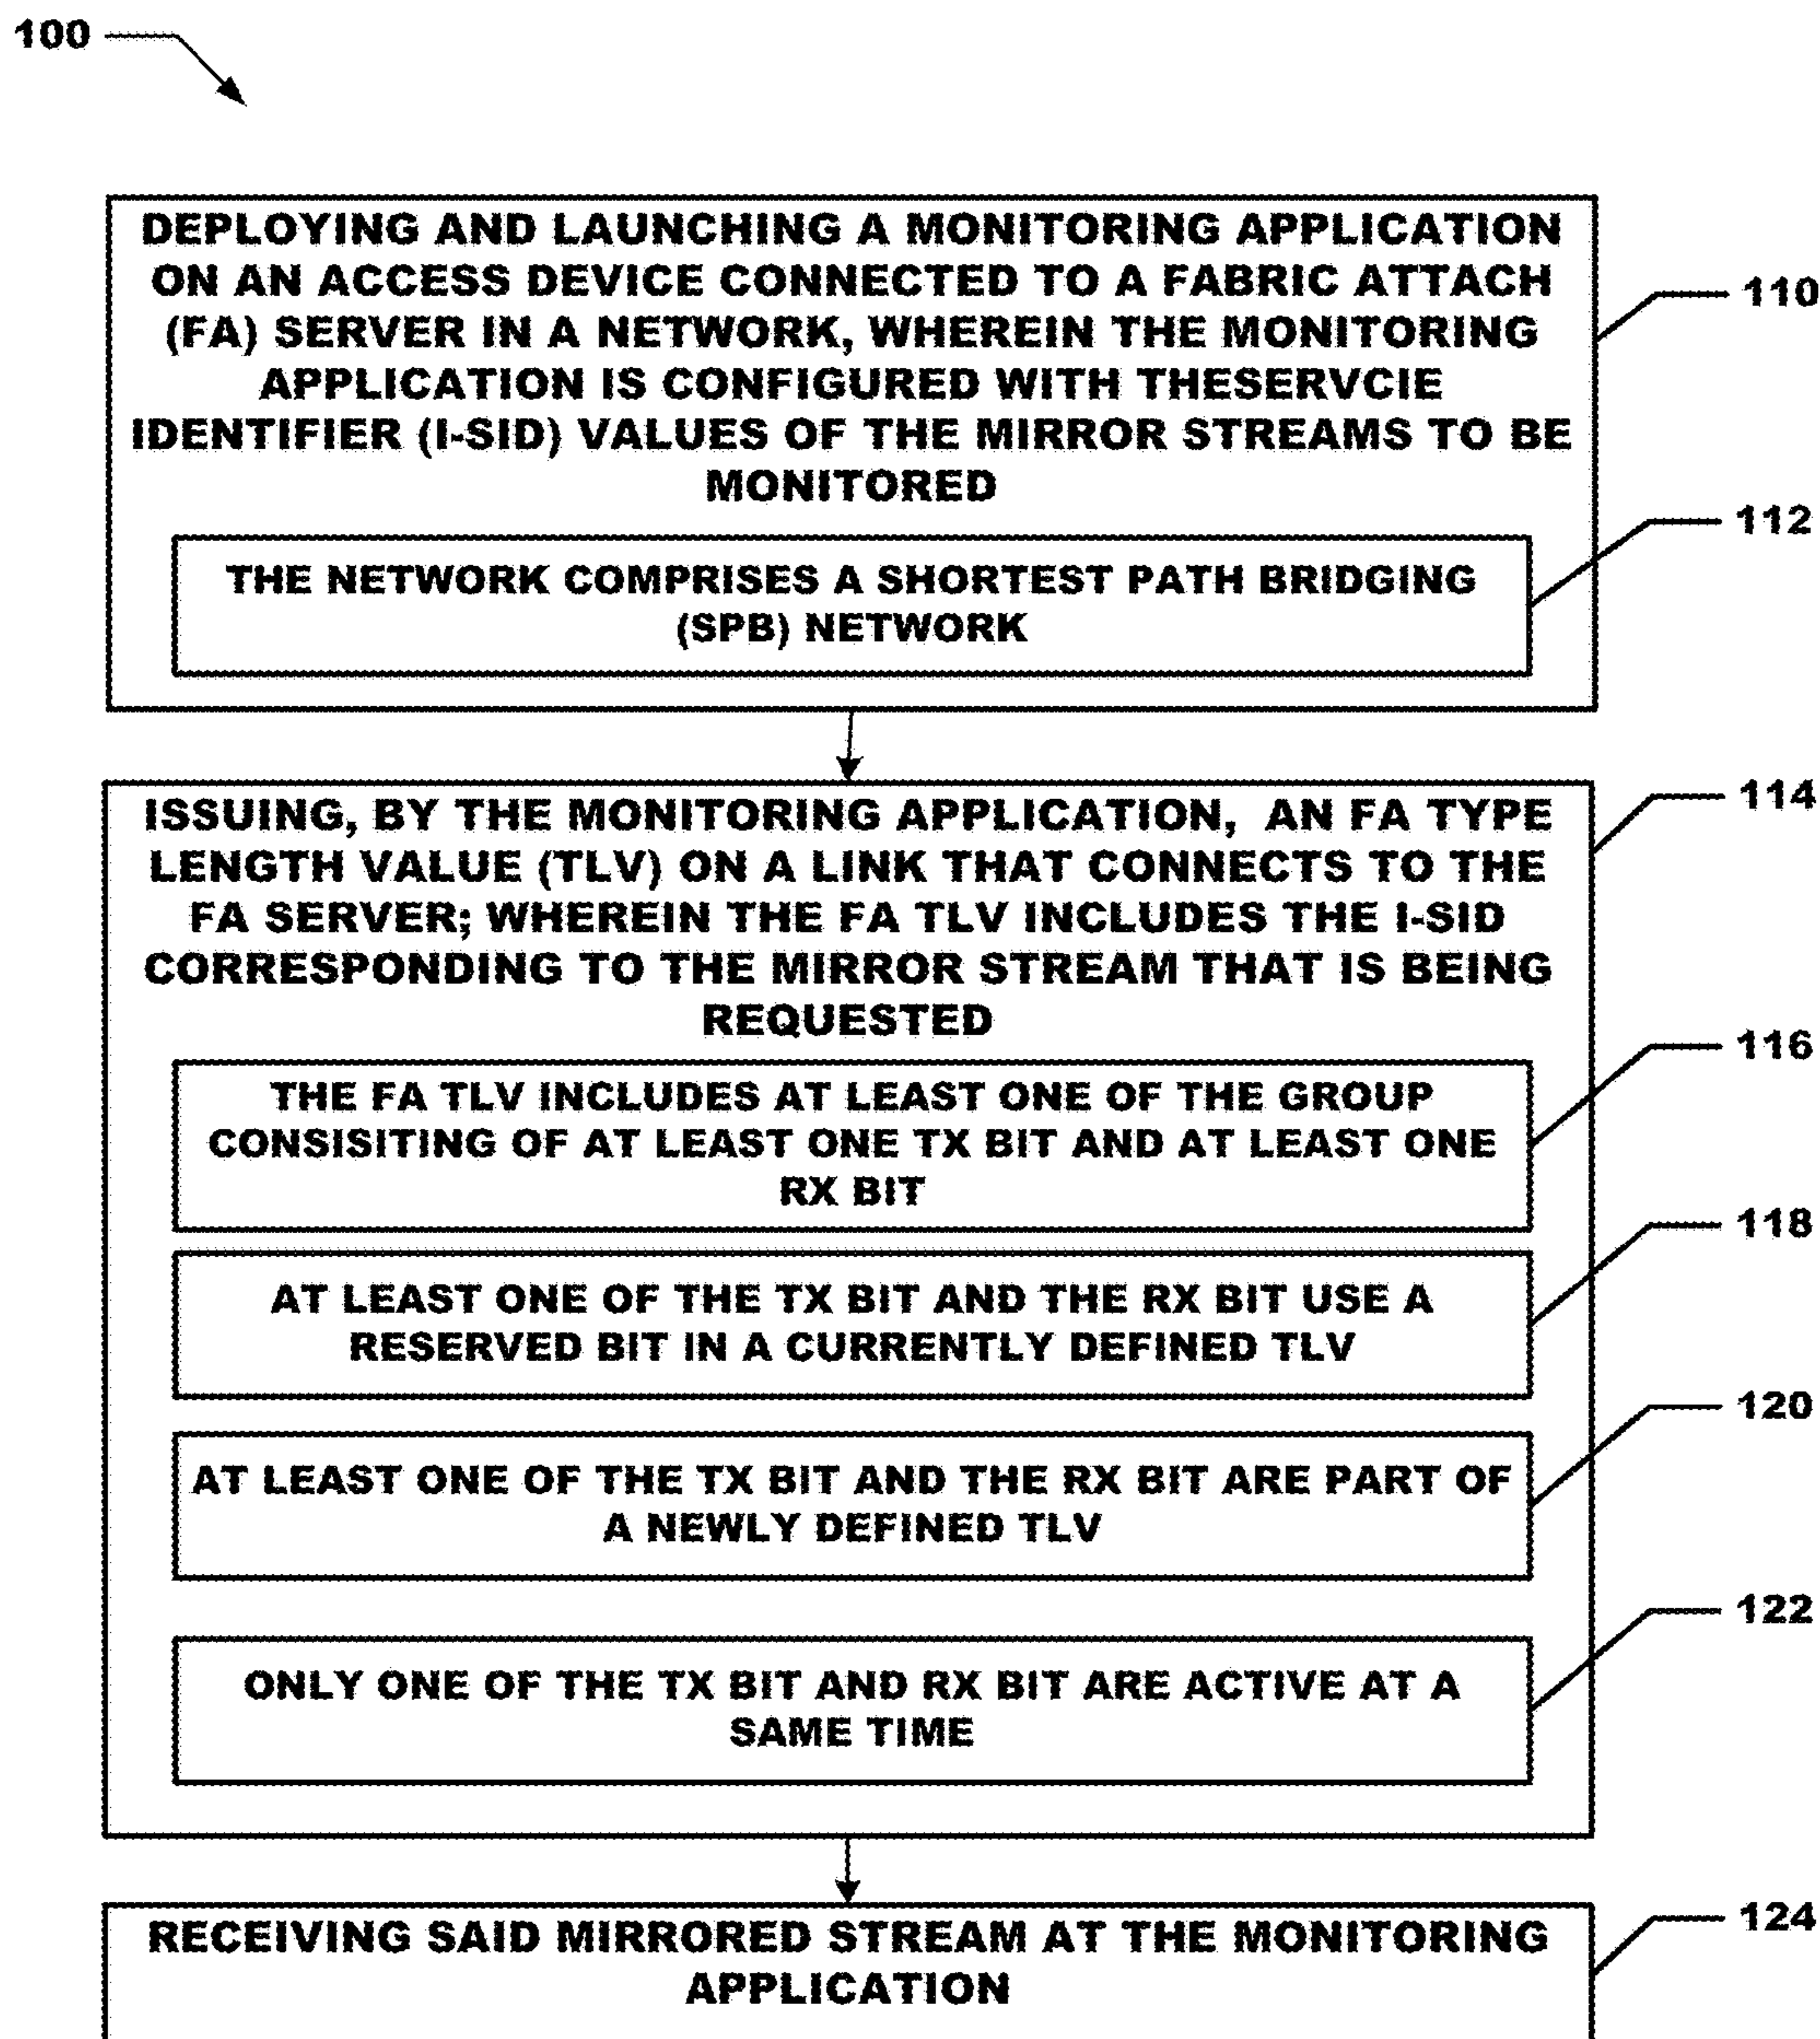 100
DEPLOYING AND LAUNCHING A MONITORING APPLICATION
ON AN ACCESS DEVICE CONNECTED TO A FABRIC ATTACH
(FA) SERVER IN A NETWORK, WHEREIN THE MONITORING
APPLICATION IS CONFIGURED WITH THESERVCIE
IDENTIFIER (I-SID) VALUES OF THE MIRROR STREAMS TO BE
MONITORED
110
THE NETWORK COMPRISES A SHORTEST PATH BRIDGING
(SPB) NETWORK
112
ISSUING, BY THE MONITORING APPLICATION, AN FA TYPE
LENGTH VALUE (TLV) ON A LINK THAT CONNECTS TO THE
FA SERVER; WHEREIN THE FA TLV INCLUDES THE I-SID
CORRESPONDING TO THE MIRROR STREAM THAT IS BEING
REQUESTED
114
THE FA TLV INCLUDES AT LEAST ONE OF THE GROUP
CONSISITING OF AT LEAST ONE TX BIT AND AT LEAST ONE
RX BIT
116
AT LEAST ONE OF THE TX BIT AND THE RX BIT USE A
RESERVED BIT IN A CURRENTLY DEFINED TLV
118
AT LEAST ONE OF THE TX BIT AND THE RX BIT ARE PART OF
A NEWLY DEFINED TLV
120
ONLY ONE OF THE TX BIT AND RX BIT ARE ACTIVE AT A
SAME TIME
122
RECEIVING SAID MIRRORED STREAM AT THE MONITORING
APPLICATION
124